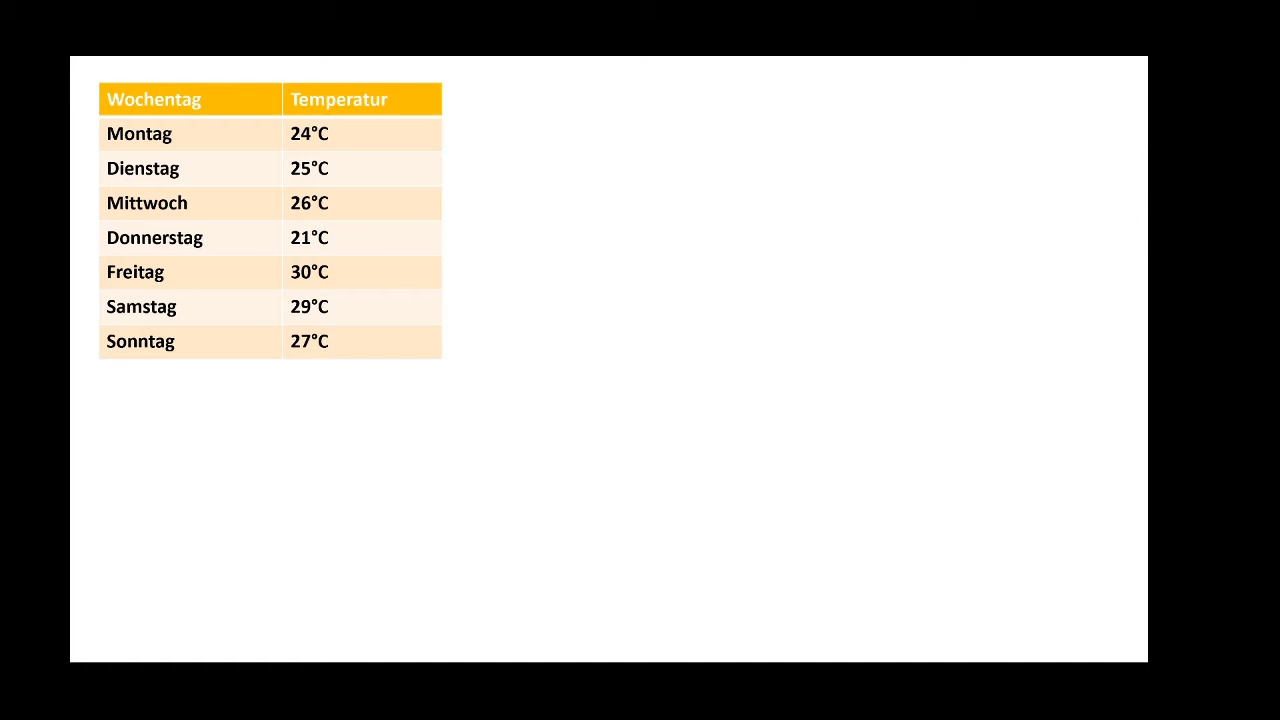 Wochentag Temperatur
Montag 24°C
Dienstag 25°C
Mittwoch 26°C
Donnerstag 21°C
Freitag 30°C
Samstag 29°C
Sonntag 27°C